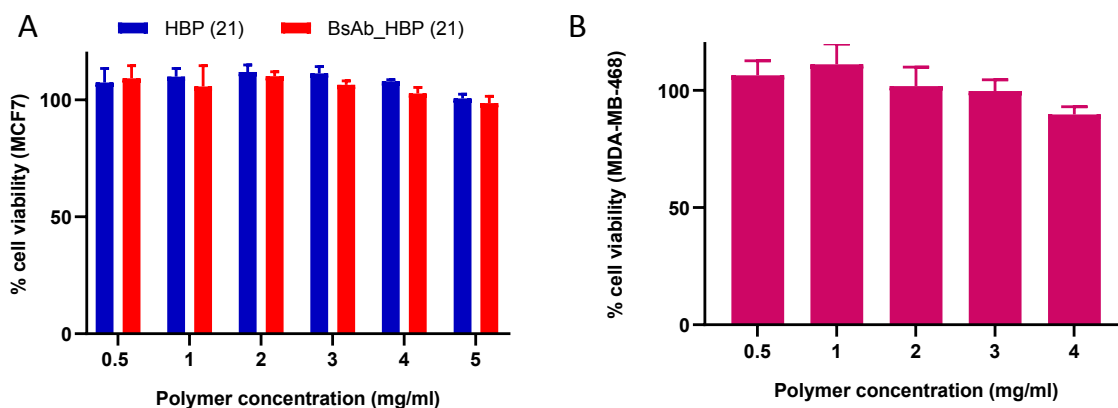 A
HBP (21) BsAb_HBP (21)
% cell viability (MCF7)
100
50
0
0.5 1 2 3 4 5
Polymer concentration (mg/ml)
B
% cell viability (MDA-MB-468)
100
50
0
0.5 1 2 3 4
Polymer concentration (mg/ml)